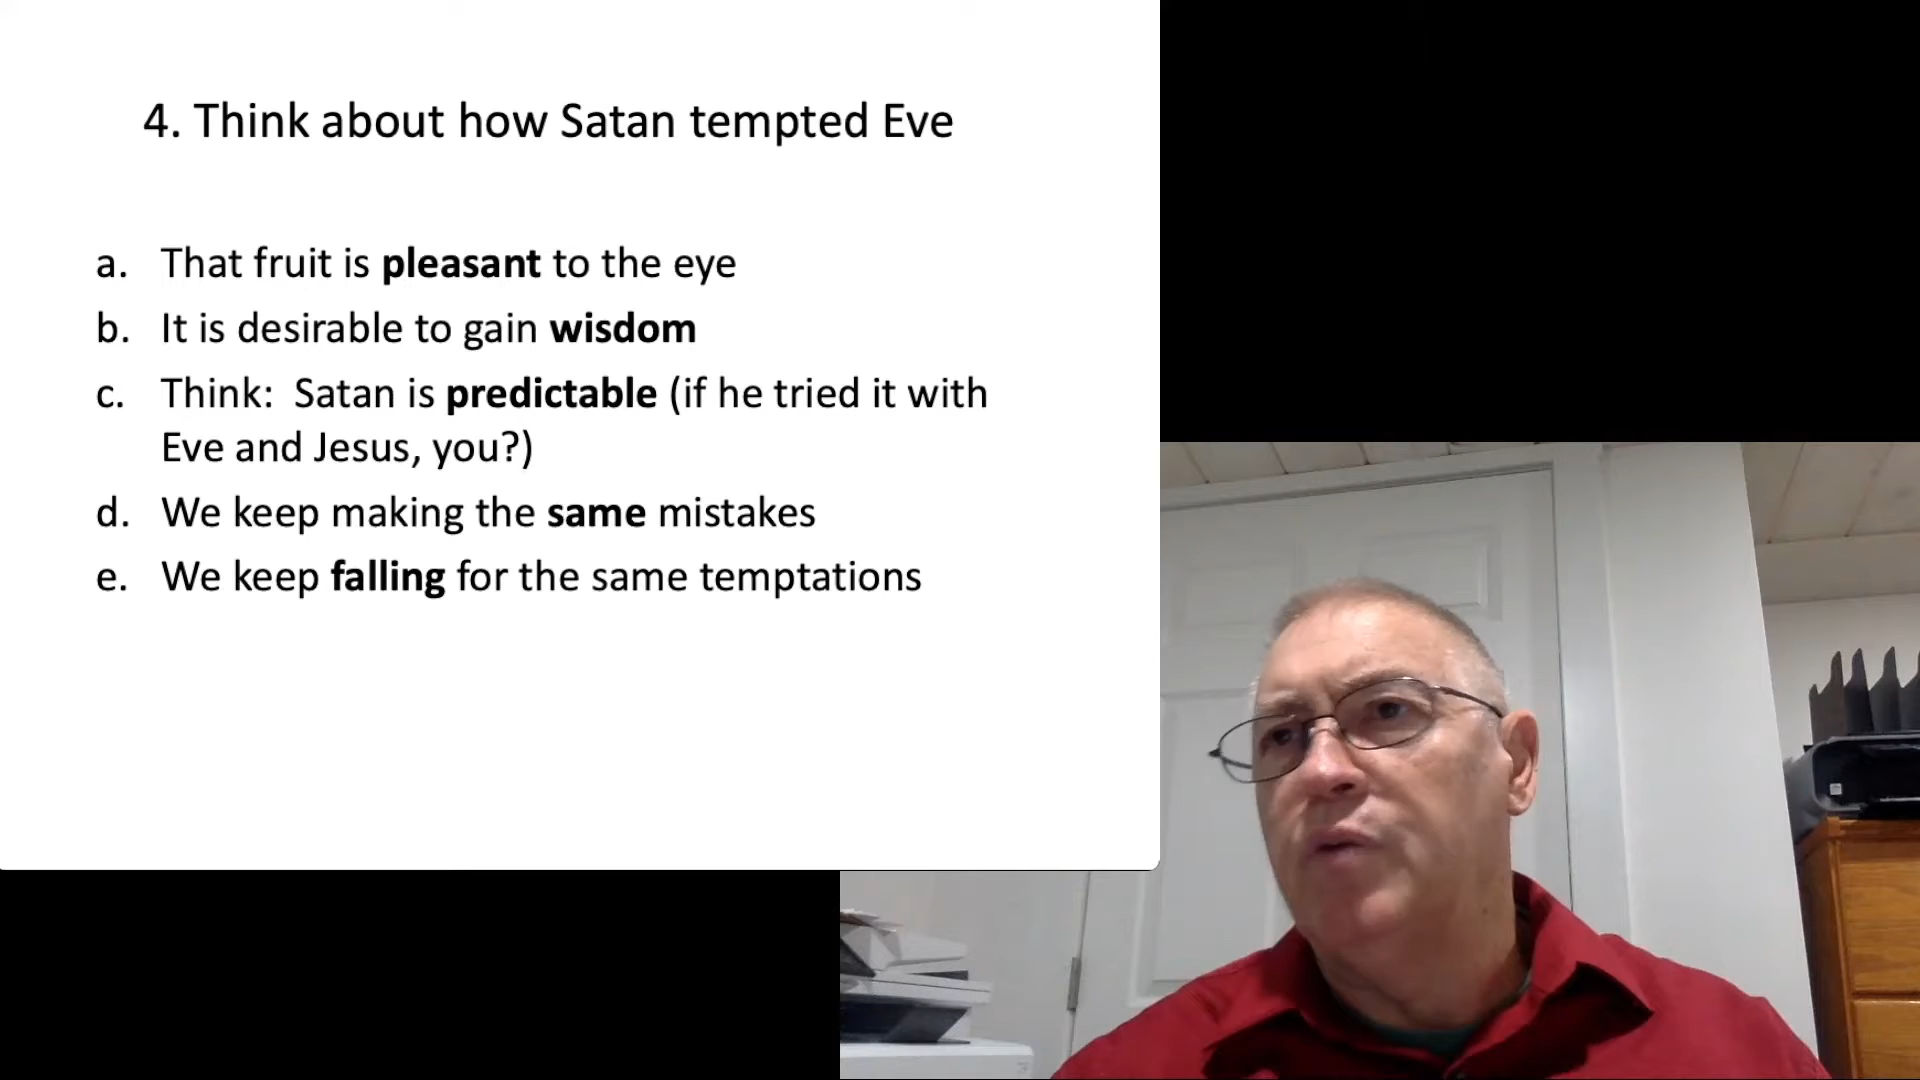 4. Think about how Satan tempted Eve
a. That fruit is pleasant to the eye
b. It is desirable to gain wisdom
c. Think: Satan is predictable (if he tried it with
Eve and Jesus, you?)
d. We keep making the same mistakes
e. We keep falling for the same temptations